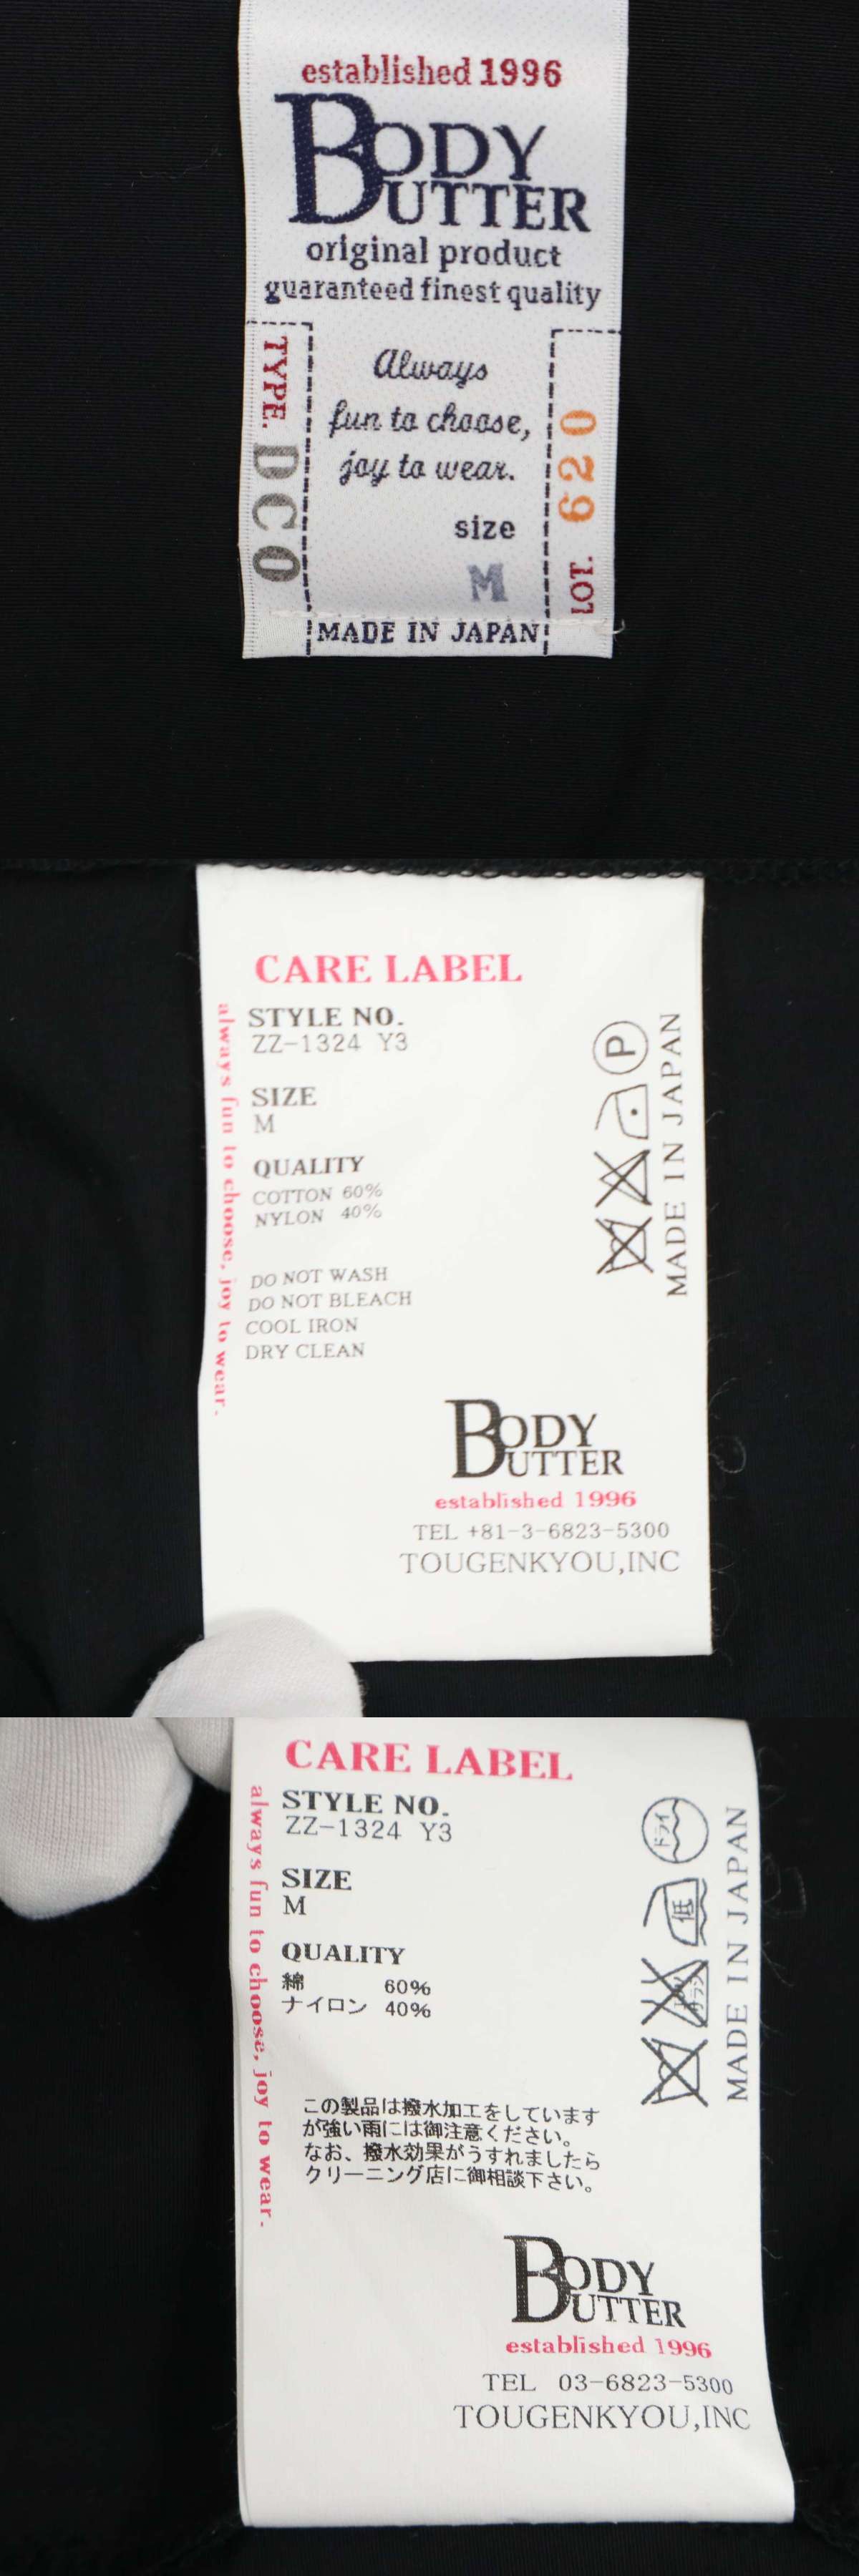 established 1996
BODY
BUTTER
original product
guaranteed finest quality
TYPE. DCO
Always
fun to choose,
joy to wear.
size
M
LOT. 620
MADE IN JAPAN
CARE LABEL
STYLE NO.
ZZ-1324 Y3
SIZE
M
QUALITY
COTTON 60%
NYLON 40%
DO NOT WASH
DO NOT BLEACH
COOL IRON
DRY CLEAN
always fun to choose, joy to wear.
P
MADE IN JAPAN
BODY
BUTTER
established 1996
TEL +81-3-6823-5300
TOUGENKYOU,INC
CARE LABEL
STYLE NO.
ZZ-1324 Y3
SIZE
M
QUALITY
綿 60%
ナイロン 40%
always fun to choose, joy to wear.
ドライ
低
MADE IN JAPAN
この製品は撥水加工をしています
が強い雨には御注意ください。
なお、撥水効果がうすれましたら
クリーニング店に御相談下さい。
BODY
BUTTER
established 1996
TEL 03-6823-5300
TOUGENKYOU,INC